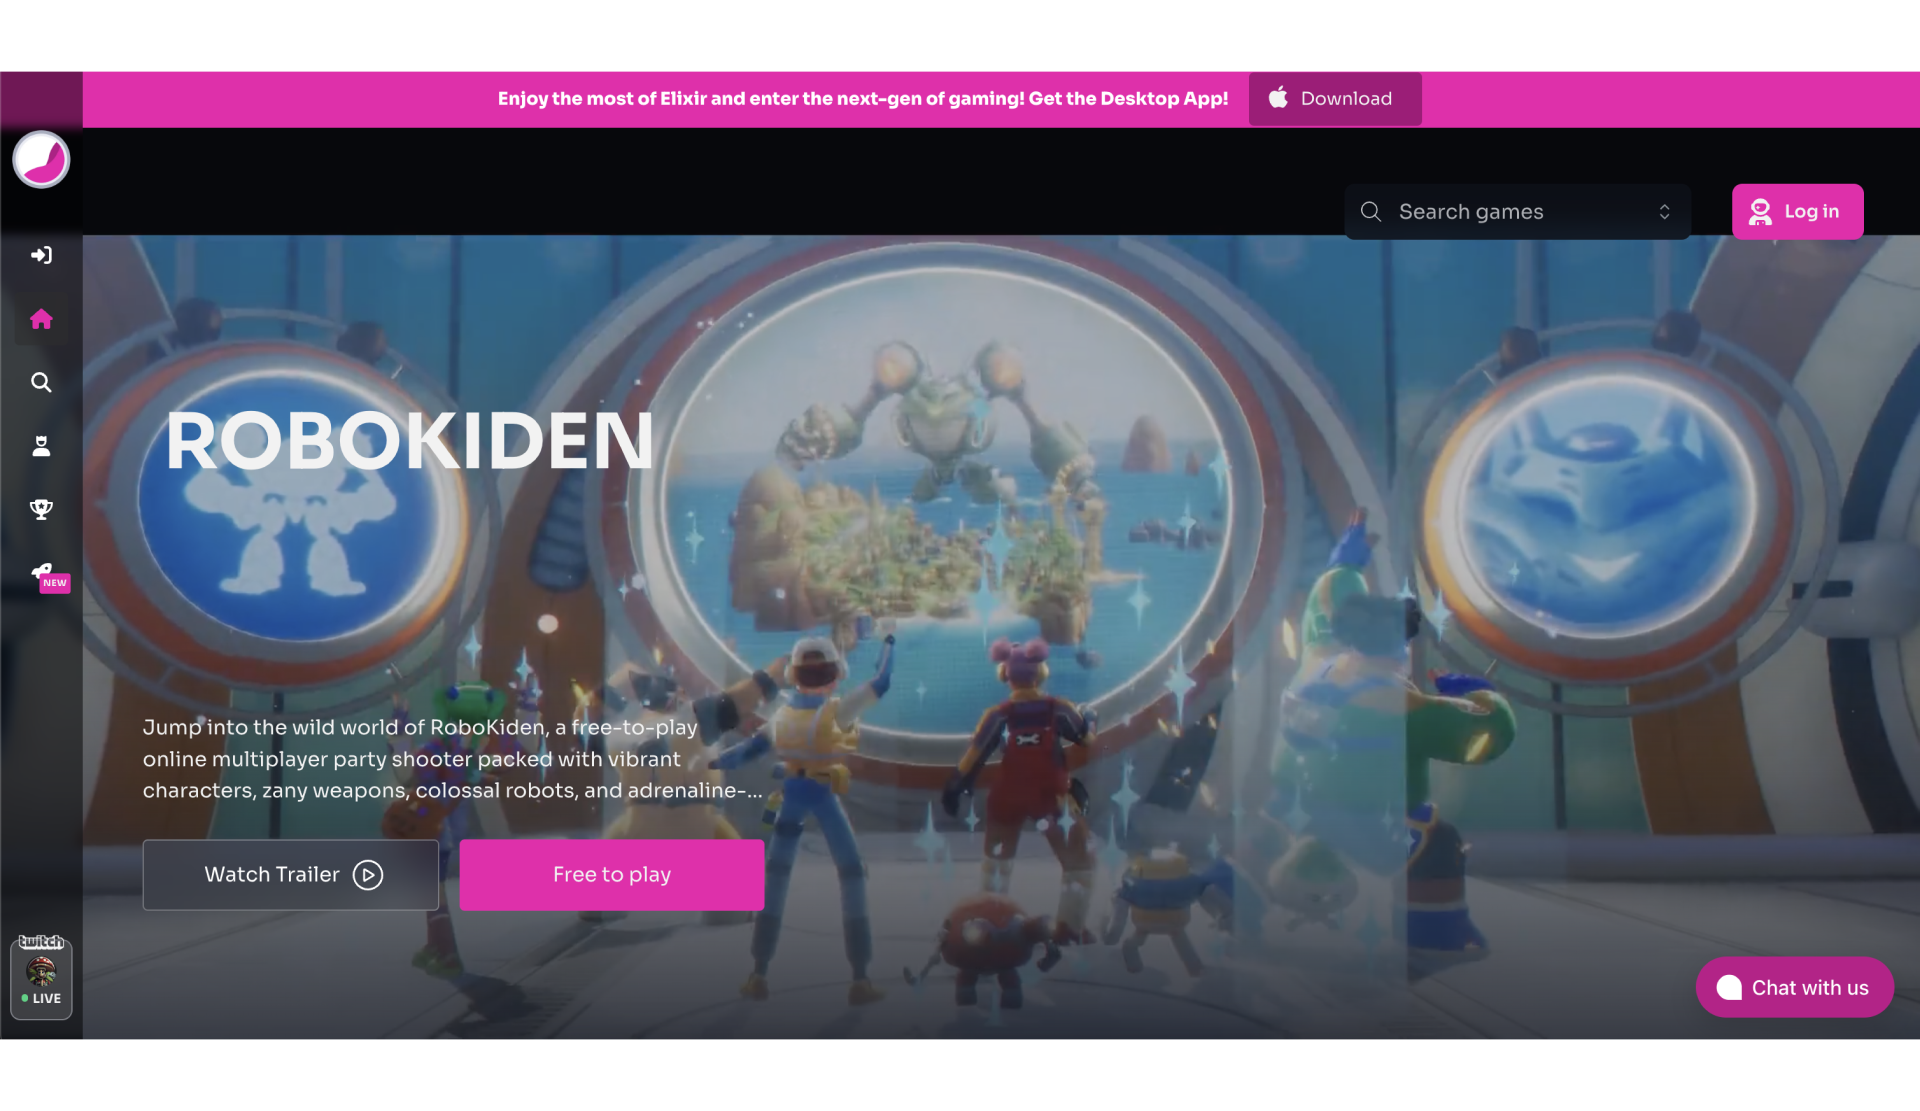 Enjoy the most of Elixir and enter the next-gen of gaming! Get the Desktop App!
Download
Search games
Log in
ROBOKIDEN
NEW
Jump into the wild world of RoboKiden, a free-to-play
online multiplayer party shooter packed with vibrant
characters, zany weapons, colossal robots, and adrenaline-...
Watch Trailer
Free to play
twitch
LIVE
Chat with us